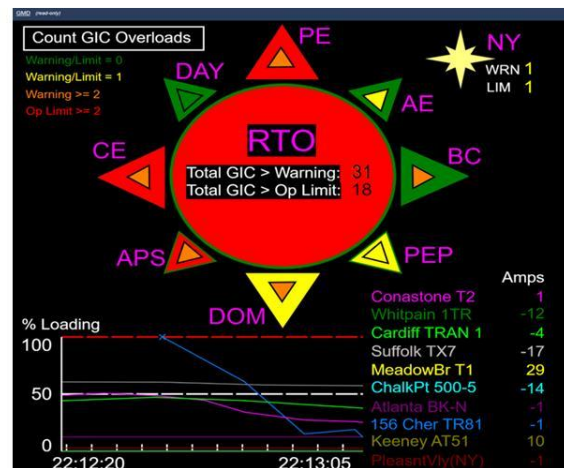 GMD (read-only)
Count GIC Overloads
Warning/Limit = 0
Warning/Limit = 1
Warning >= 2
Op Limit >= 2
PE
NY
WRN 1
LIM 1
DAY
AE
CE
RTO
BC
Total GIC > Warning: 31
Total GIC > Op Limit: 18
APS
PEP
DOM
Amps
Conastone T2 1
Whitpain 1TR -12
Cardiff TRAN 1 -4
Suffolk TX7 -17
MeadowBr T1 29
ChalkPt 500-5 -14
Atlanta BK-N -1
156 Cher TR81 -1
Keeney AT51 10
PleasntVly(NY) -1
% Loading
100
50
0
22:12:20 22:13:05